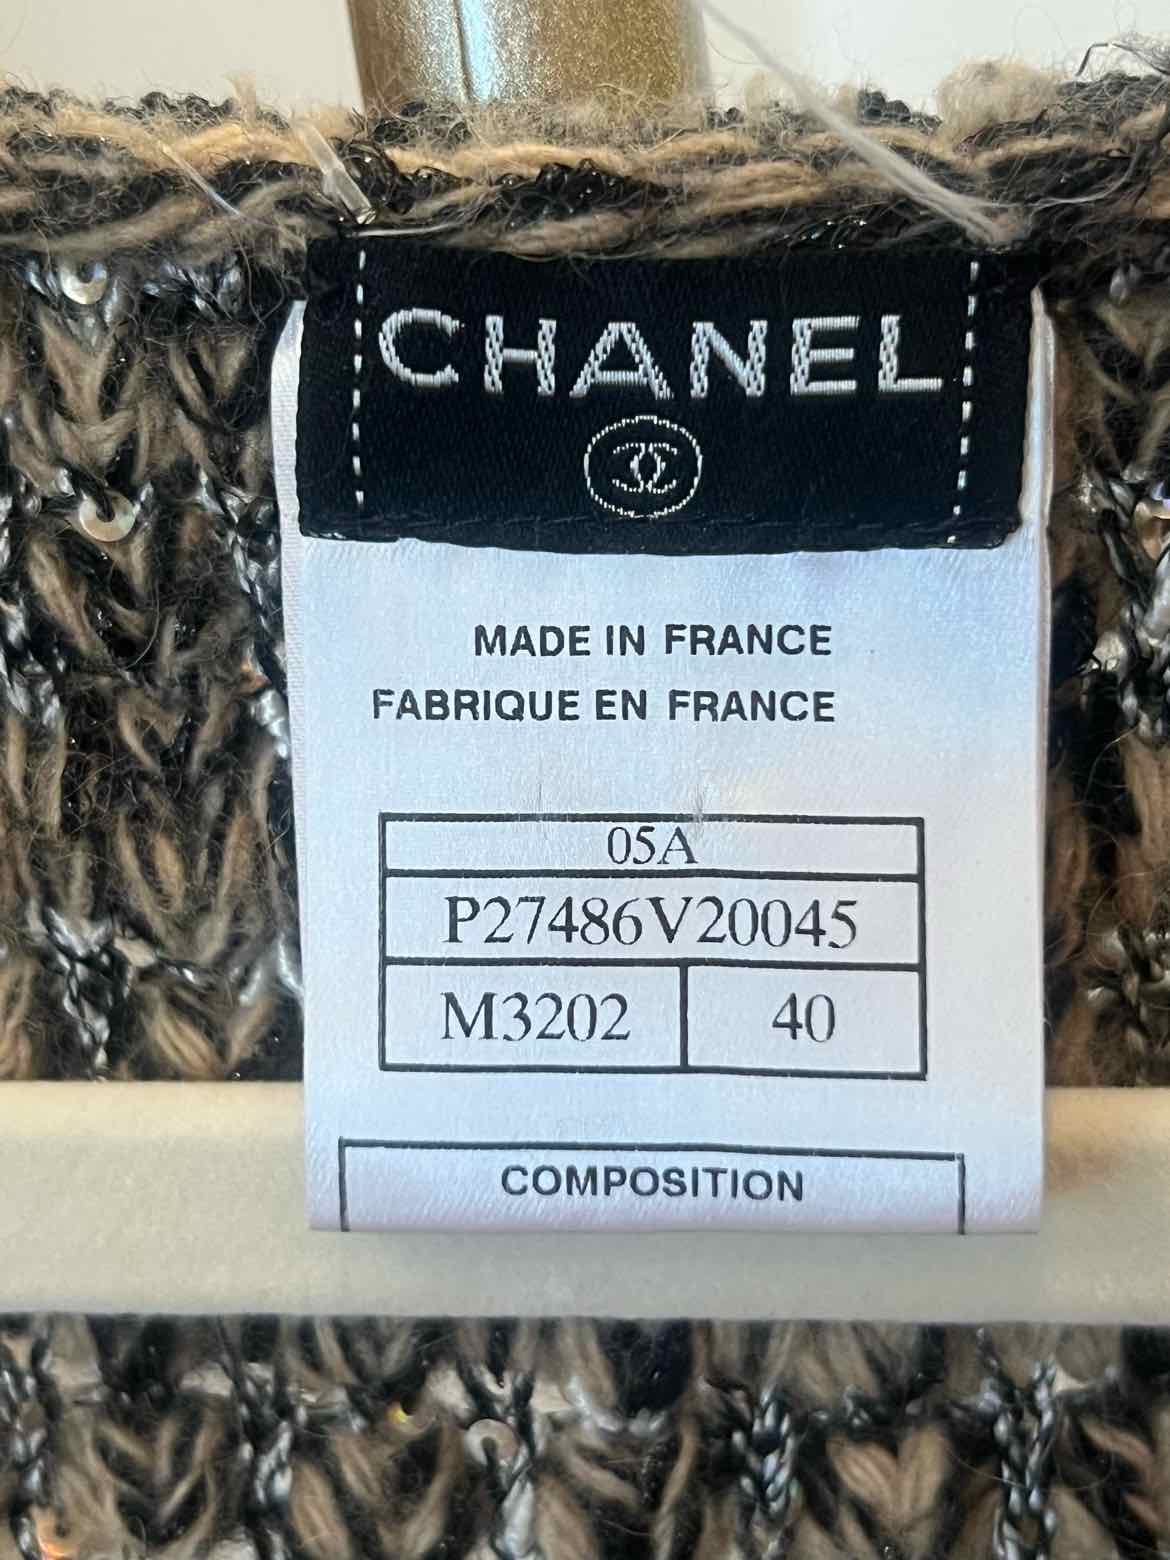 CHANEL
MADE IN FRANCE
FABRIQUE EN FRANCE
05A
P27486V20045
M3202 40
COMPOSITION